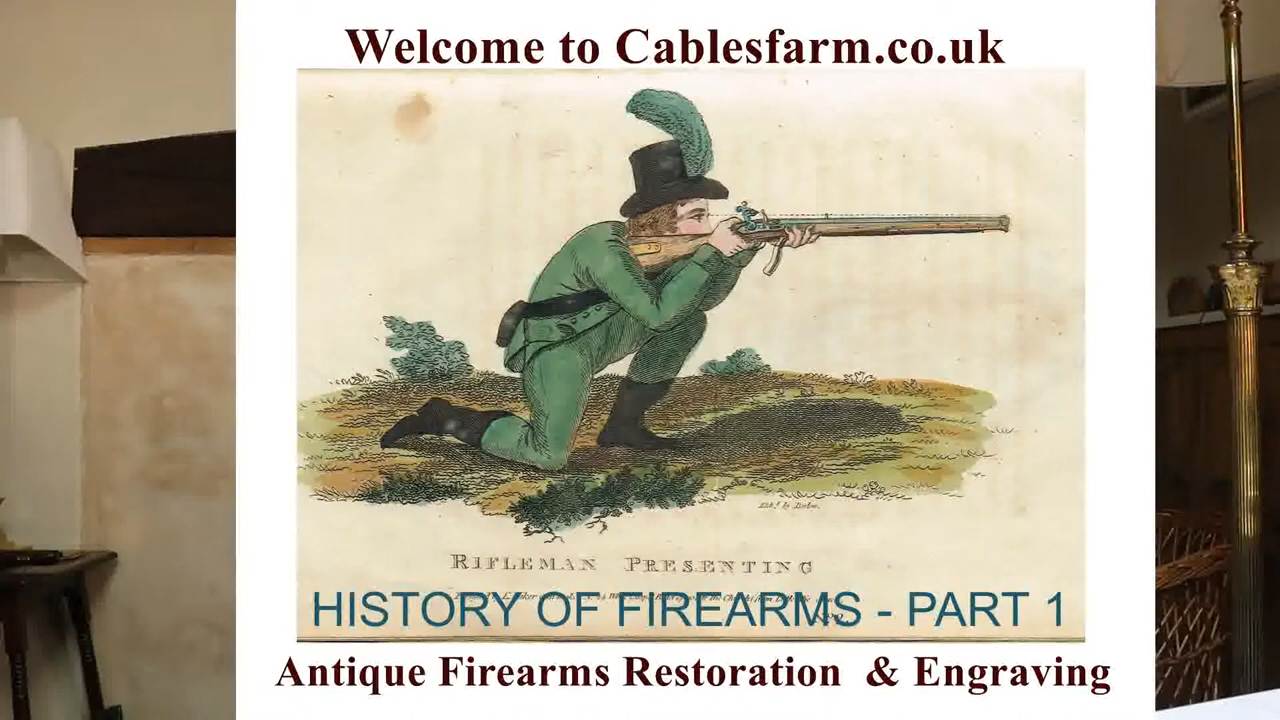 Welcome to Cablesfarm.co.uk
RIFLEMAN PRESENTING
HISTORY OF FIREARMS - PART 1
Antique Firearms Restoration & Engraving